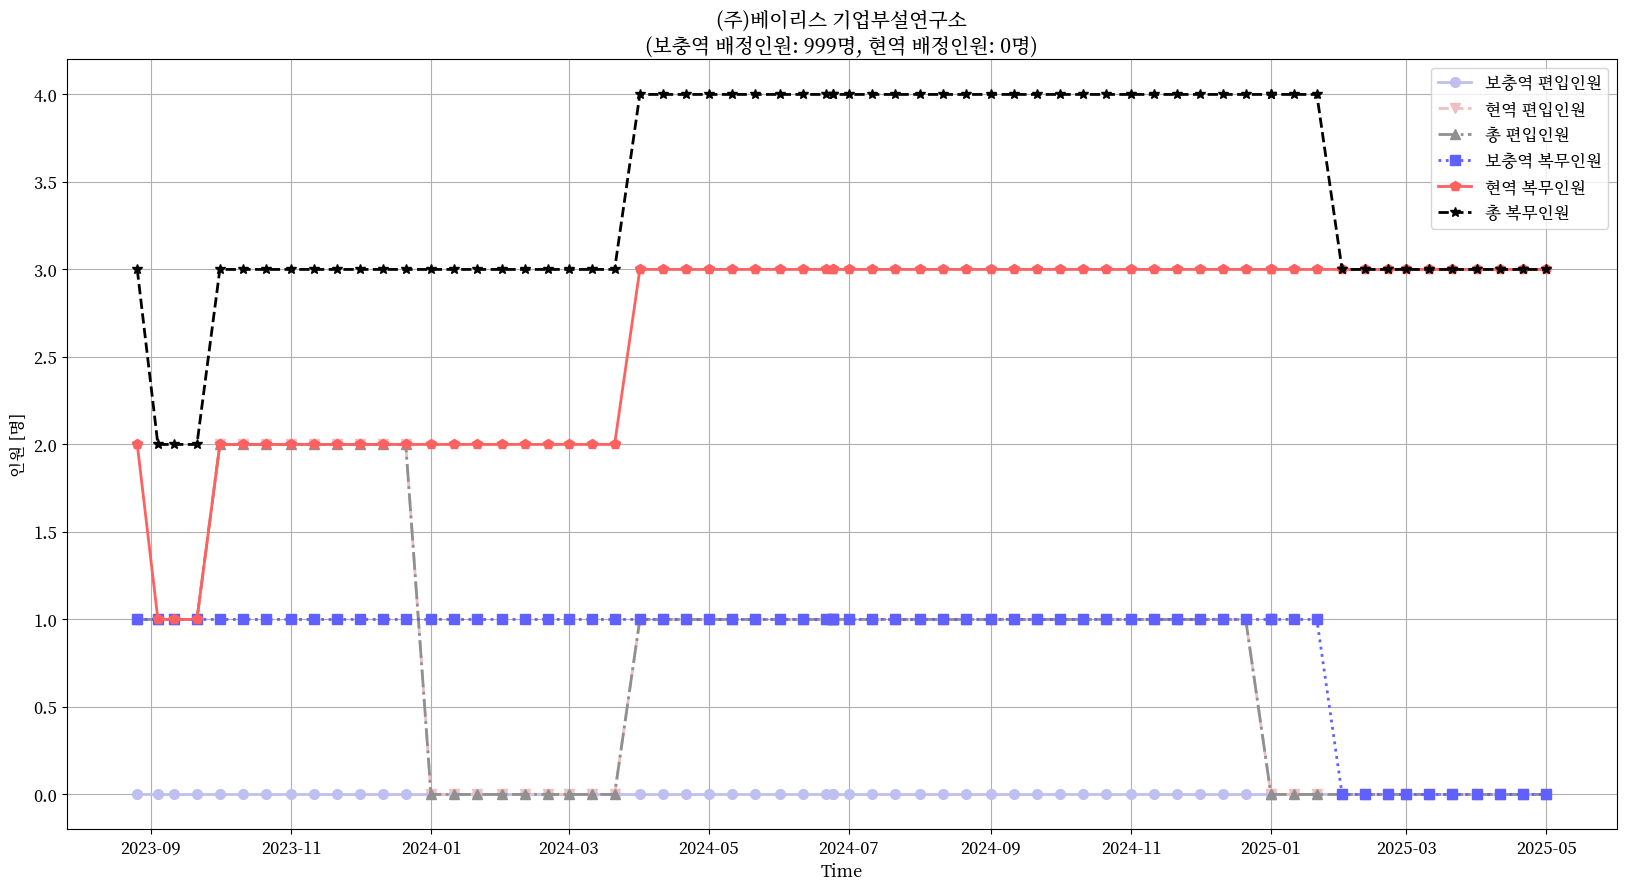 (주)베이리스 기업부설연구소
(보충역 배정인원: 999명, 현역 배정인원: 0명)
보충역 편입인원
현역 편입인원
총 편입인원
보충역 복무인원
현역 복무인원
총 복무인원
인원 [명]
4.0
3.5
3.0
2.5
2.0
1.5
1.0
0.5
0.0
2023-09 2023-11 2024-01 2024-03 2024-05 2024-07 2024-09 2024-11 2025-01 2025-03 2025-05
Time